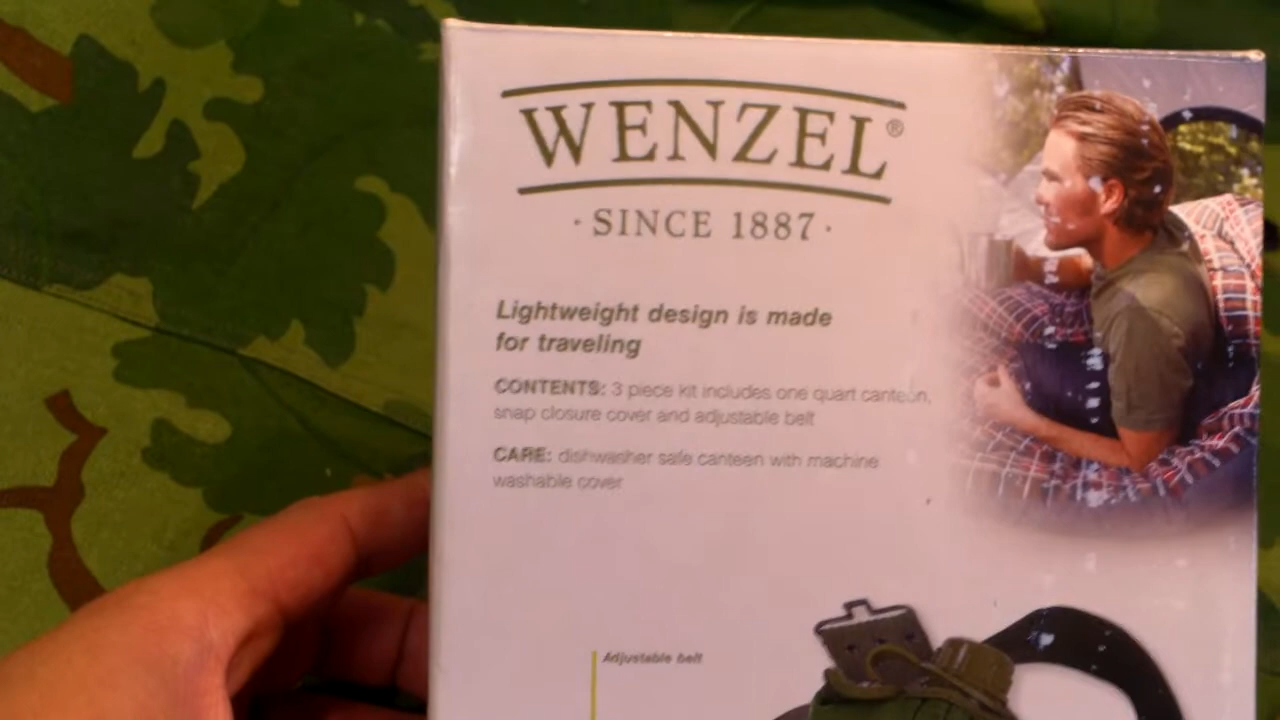 WENZEL®
· SINCE 1887 ·
Lightweight design is made
for traveling
CONTENTS: 3 piece kit includes one quart canteen,
snap closure cover and adjustable belt
CARE: dishwasher safe canteen with machine
washable cover
Adjustable belt